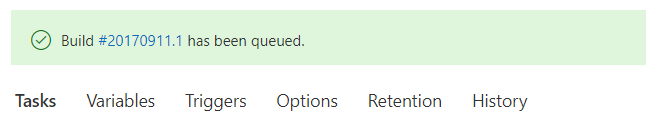 Build #20170911.1 has been queued.
Tasks Variables Triggers Options Retention History